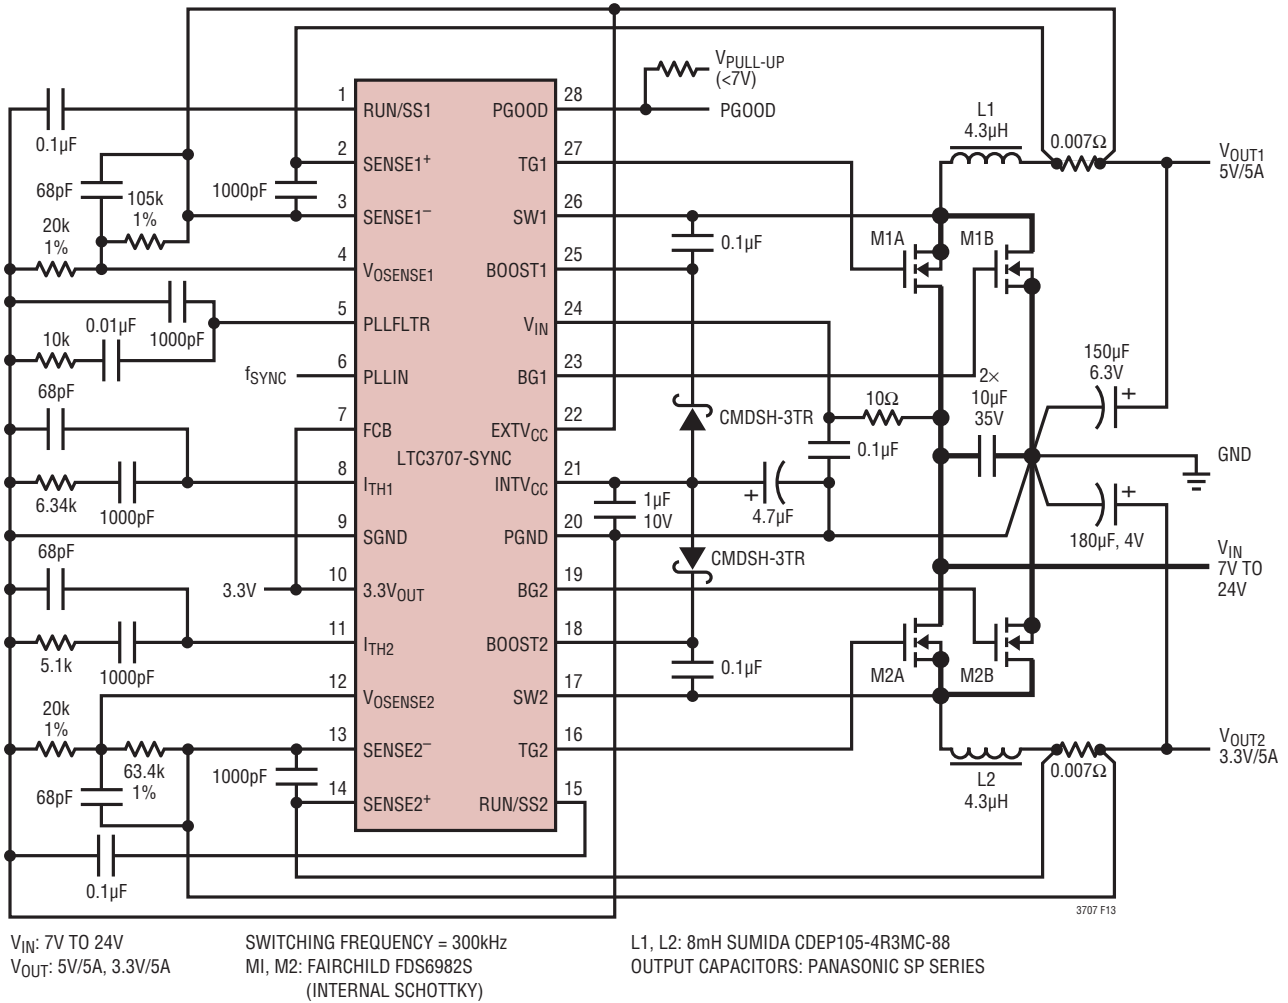 VPULL-UP
(<7V)
1 RUN/SS1
PGOOD 28
PGOOD
0.1µF
L1
4.3µH
0.007Ω
VOUT1
5V/5A
2 SENSE1+
TG1 27
68pF
105k
1%
1000pF
3 SENSE1−
SW1 26
20k
1%
0.1µF
M1A
M1B
4 VOSENSE1
BOOST1 25
5 PLLFLTR
VIN 24
0.01µF
1000pF
10k
fSYNC
6 PLLIN
BG1 23
2×
10µF
35V
150µF
6.3V
+
68pF
10Ω
CMDSH-3TR
7 FCB
EXTVCC 22
0.1µF
LTC3707-SYNC
GND
8 ITH1
INTVCC 21
6.34k
1000pF
1µF
10V
+
4.7µF
+
9 SGND
PGND 20
180µF, 4V
68pF
CMDSH-3TR
VIN
7V TO
24V
3.3V
10 3.3VOUT
BG2 19
11 ITH2
BOOST2 18
5.1k
1000pF
0.1µF
M2A
M2B
12 VOSENSE2
SW2 17
20k
1%
13 SENSE2−
TG2 16
VOUT2
3.3V/5A
63.4k
1%
1000pF
0.007Ω
L2
4.3µH
68pF
14 SENSE2+
RUN/SS2 15
0.1µF
3707 F13
VIN: 7V TO 24V
VOUT: 5V/5A, 3.3V/5A
SWITCHING FREQUENCY = 300kHz
MI, M2: FAIRCHILD FDS6982S
(INTERNAL SCHOTTKY)
L1, L2: 8mH SUMIDA CDEP105-4R3MC-88
OUTPUT CAPACITORS: PANASONIC SP SERIES